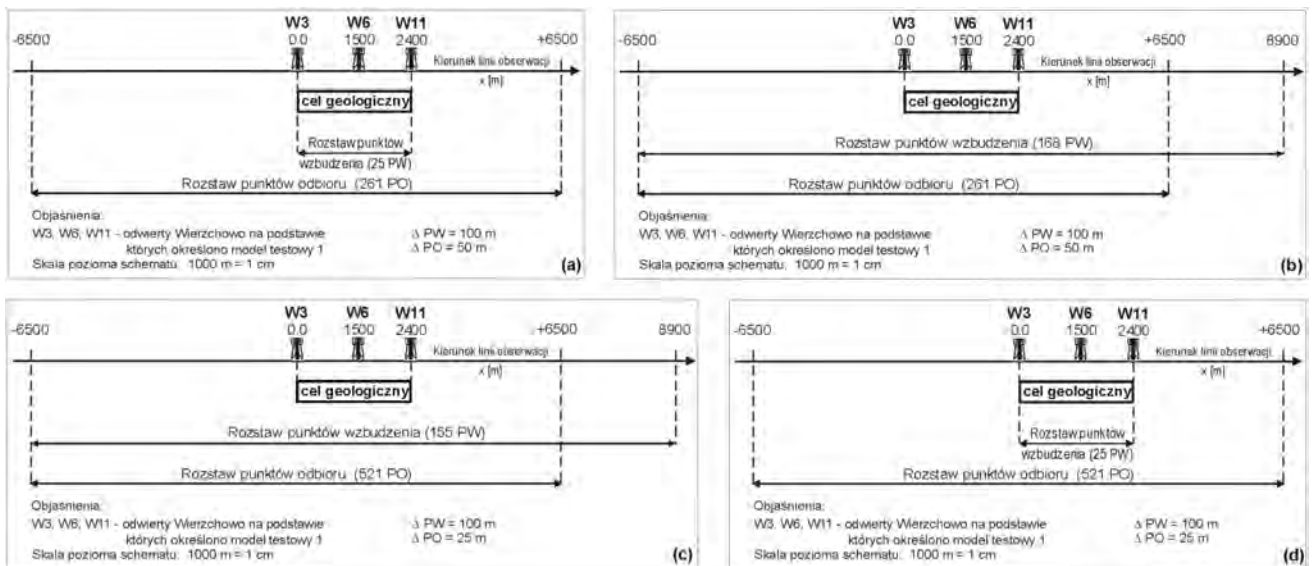 W3 W6 W11
-6500 0.0 1500 2400 +6500
Kierunek linii obserwacji
x [m]
cel geologiczny
Rozstaw punktów
wzbudzenia (25 PW)
Rozstaw punktów odbioru (261 PO)
Objaśnienia:
W3, W6, W11 - odwierty Wierzchowo na podstawie Δ PW = 100 m
których określono model testowy 1 Δ PO = 50 m
Skala pozioma schematu: 1000 m = 1 cm
(a)
W3 W6 W11
-6500 0.0 1500 2400 +6500 8900
Kierunek linii obserwacji
x [m]
cel geologiczny
Rozstaw punktów wzbudzenia (168 PW)
Rozstaw punktów odbioru (261 PO)
Objaśnienia:
W3, W6, W11 - odwierty Wierzchowo na podstawie Δ PW = 100 m
których określono model testowy 1 Δ PO = 50 m
Skala pozioma schematu: 1000 m = 1 cm
(b)
W3 W6 W11
-6500 0.0 1500 2400 +6500 8900
Kierunek linii obserwacji
x [m]
cel geologiczny
Rozstaw punktów wzbudzenia (155 PW)
Rozstaw punktów odbioru (521 PO)
Objaśnienia:
W3, W6, W11 - odwierty Wierzchowo na podstawie Δ PW = 100 m
których określono model testowy 1 Δ PO = 25 m
Skala pozioma schematu: 1000 m = 1 cm
(c)
W3 W6 W11
-6500 0.0 1500 2400 +6500
Kierunek linii obserwacji
x [m]
cel geologiczny
Rozstaw punktów
wzbudzenia (25 PW)
Rozstaw punktów odbioru (521 PO)
Objaśnienia:
W3, W6, W11 - odwierty Wierzchowo na podstawie Δ PW = 100 m
których określono model testowy 1 Δ PO = 25 m
Skala pozioma schematu: 1000 m = 1 cm
(d)